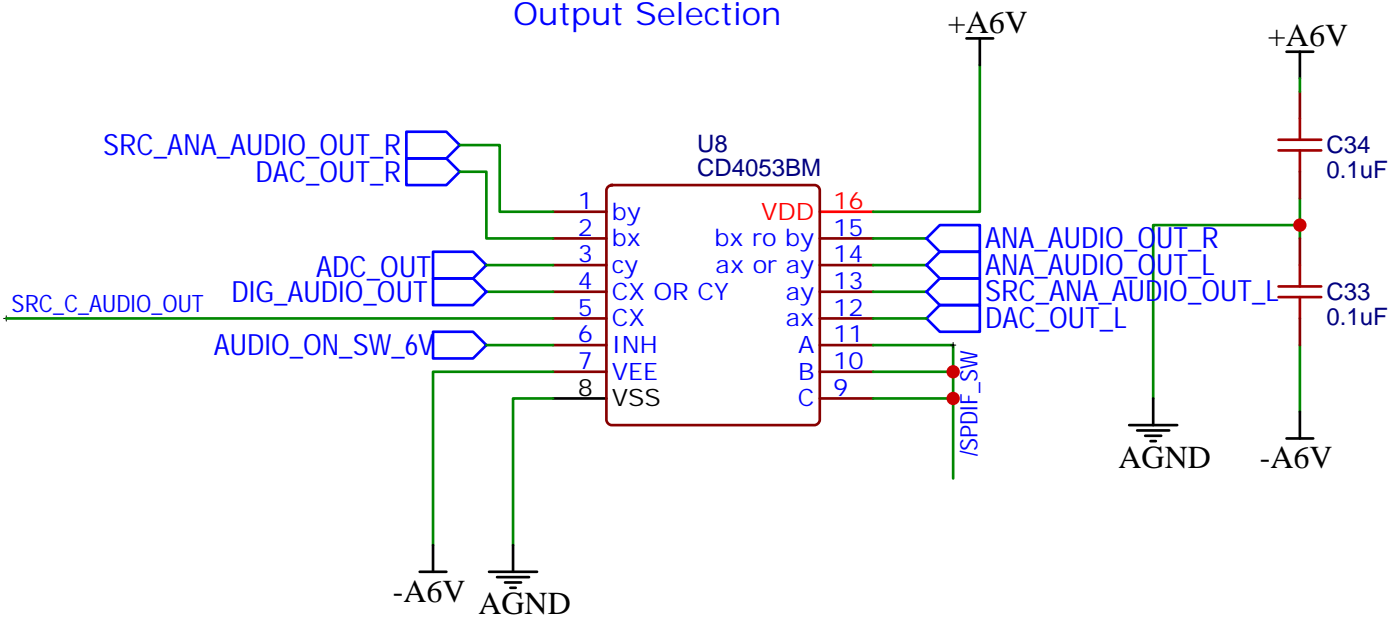 Output Selection
+A6V
+A6V
SRC_ANA_AUDIO_OUT_R
DAC_OUT_R
U8
CD4053BM
C34
0.1uF
1
by
VDD
16
2
bx
bx ro by
15
ANA_AUDIO_OUT_R
ADC_OUT
3
cy
ax or ay
14
ANA_AUDIO_OUT_L
DIG_AUDIO_OUT
4
CX OR CY
ay
13
SRC_ANA_AUDIO_OUT_L
C33
0.1uF
SRC_C_AUDIO_OUT
5
CX
ax
12
DAC_OUT_L
AUDIO_ON_SW_6V
6
INH
A
11
7
VEE
B
10
8
VSS
C
9
/SPDIF_SW
AGND
-A6V
-A6V
AGND